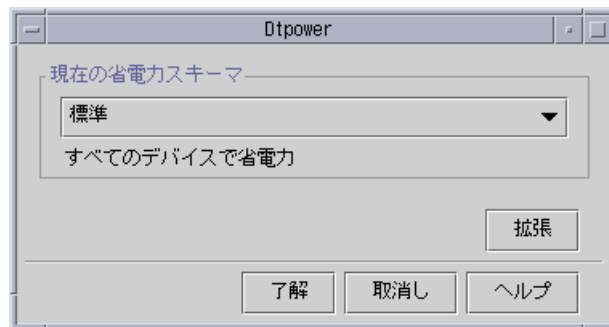 Dtpower
現在の省電力スキーマ
標準
すべてのデバイスで省電力
拡張
了解 取消し ヘルプ